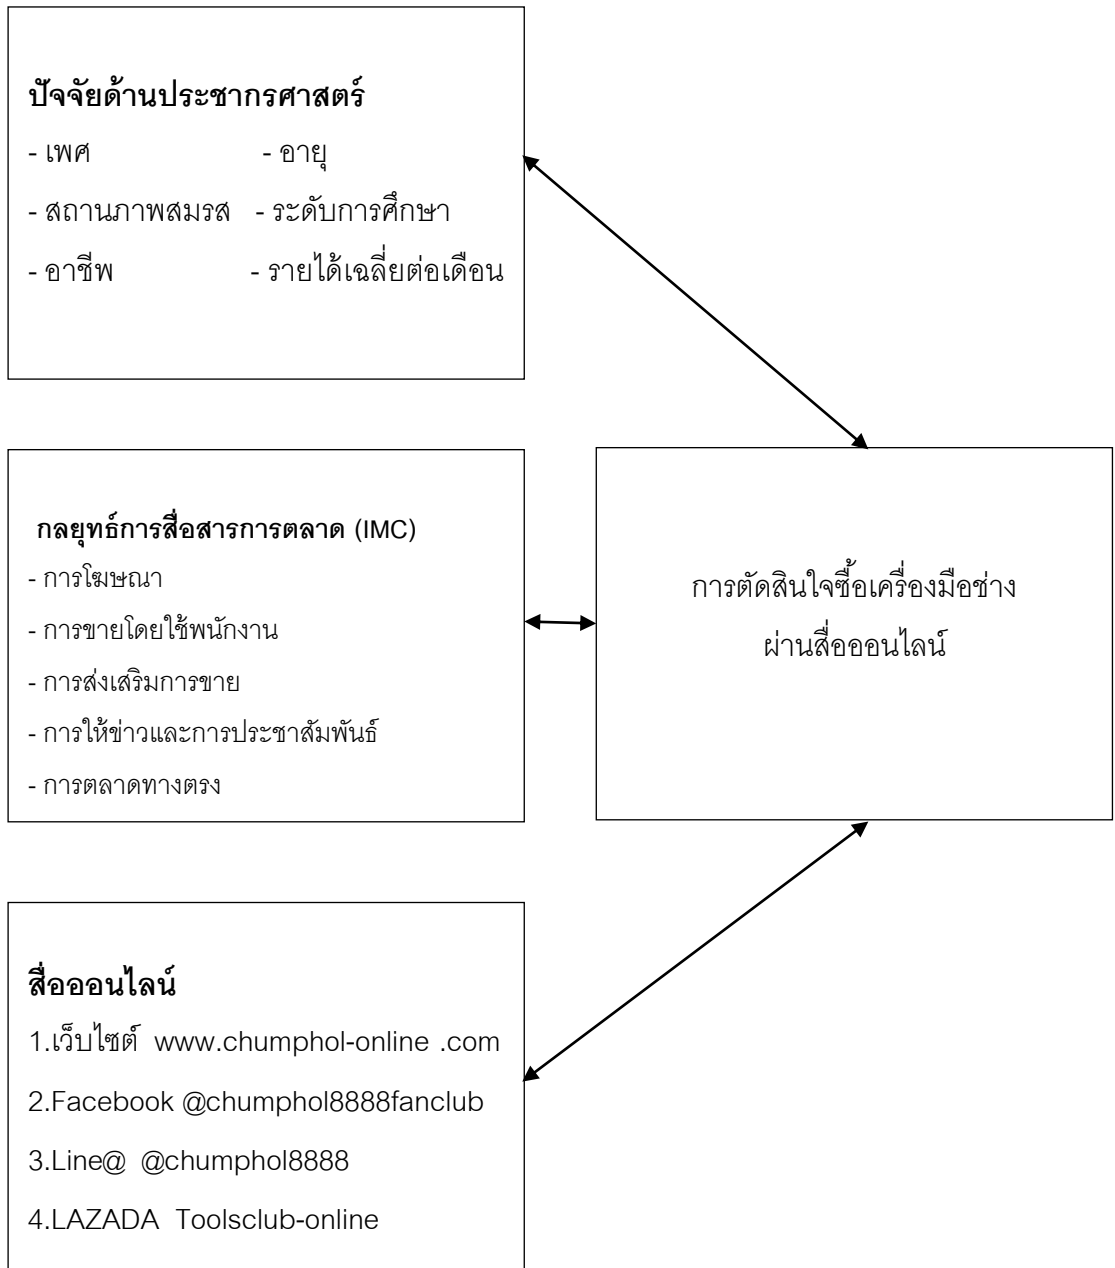 ปัจจัยด้านประชากรศาสตร์
- เพศ - อายุ
- สถานภาพสมรส - ระดับการศึกษา
- อาชีพ - รายได้เฉลี่ยต่อเดือน
กลยุทธ์การสื่อสารการตลาด (IMC)
- การโฆษณา
- การขายโดยใช้พนักงาน
- การส่งเสริมการขาย
- การให้ข่าวและการประชาสัมพันธ์
- การตลาดทางตรง
การตัดสินใจซื้อเครื่องมือช่าง
ผ่านสื่อออนไลน์
สื่อออนไลน์
1.เว็บไซต์ www.chumphol-online .com
2.Facebook @chumphol8888fanclub
3.Line@ @chumphol8888
4.LAZADA Toolsclub-online